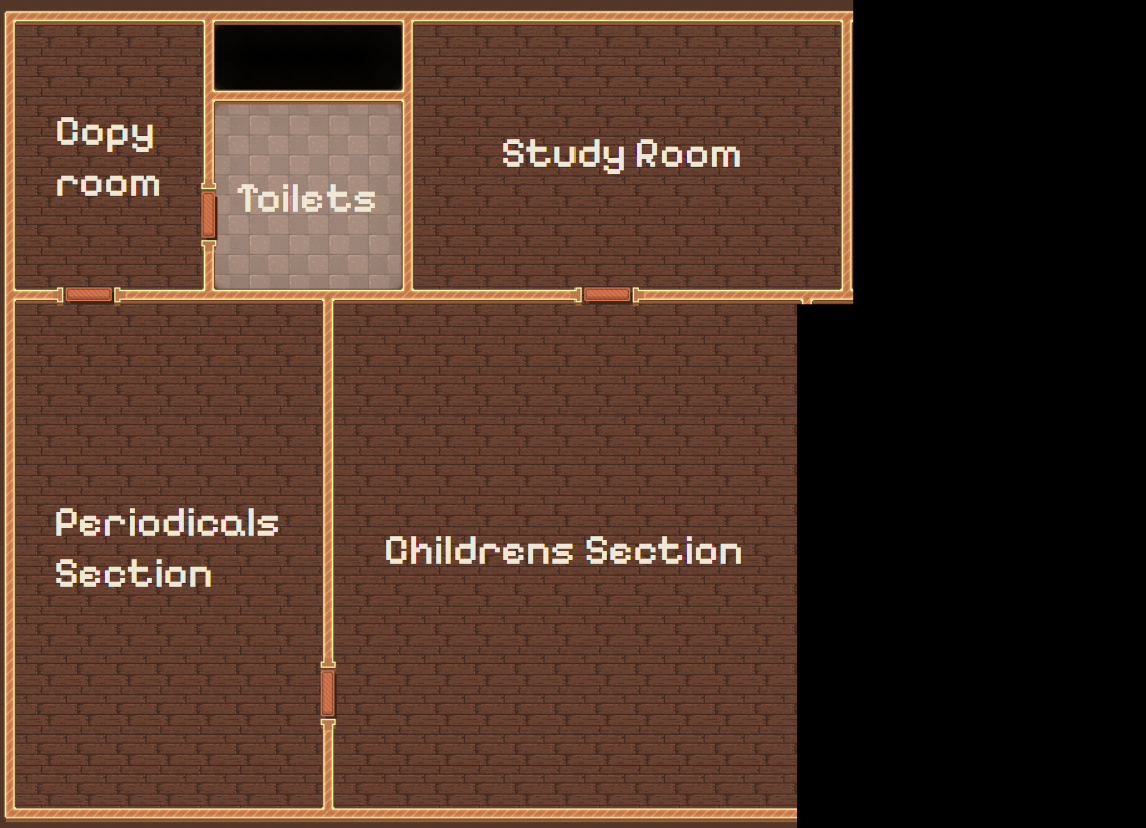 Copy
room
Toilets
Study Room
Periodicals
Section
Childrens Section